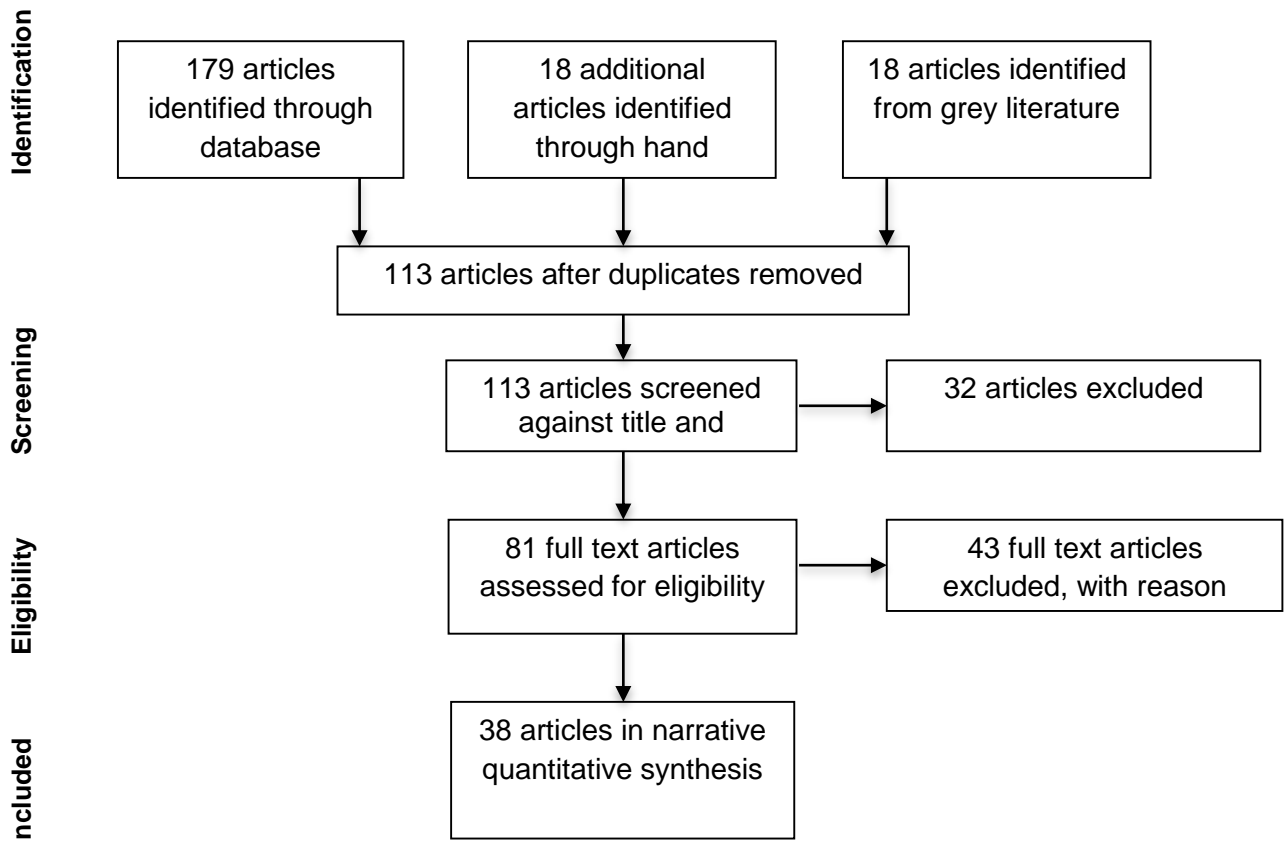 Identification
179 articles
identified through
database
18 additional
articles identified
through hand
18 articles identified
from grey literature
113 articles after duplicates removed
Screening
113 articles screened
against title and
32 articles excluded
Eligibility
81 full text articles
assessed for eligibility
43 full text articles
excluded, with reason
ncluded
38 articles in narrative
quantitative synthesis